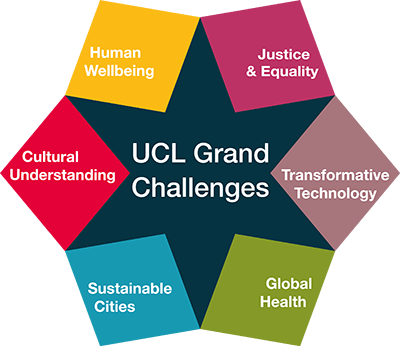 Human
Wellbeing
Justice
& Equality
Cultural
Understanding
UCL Grand
Challenges
Transformative
Technology
Sustainable
Cities
Global
Health